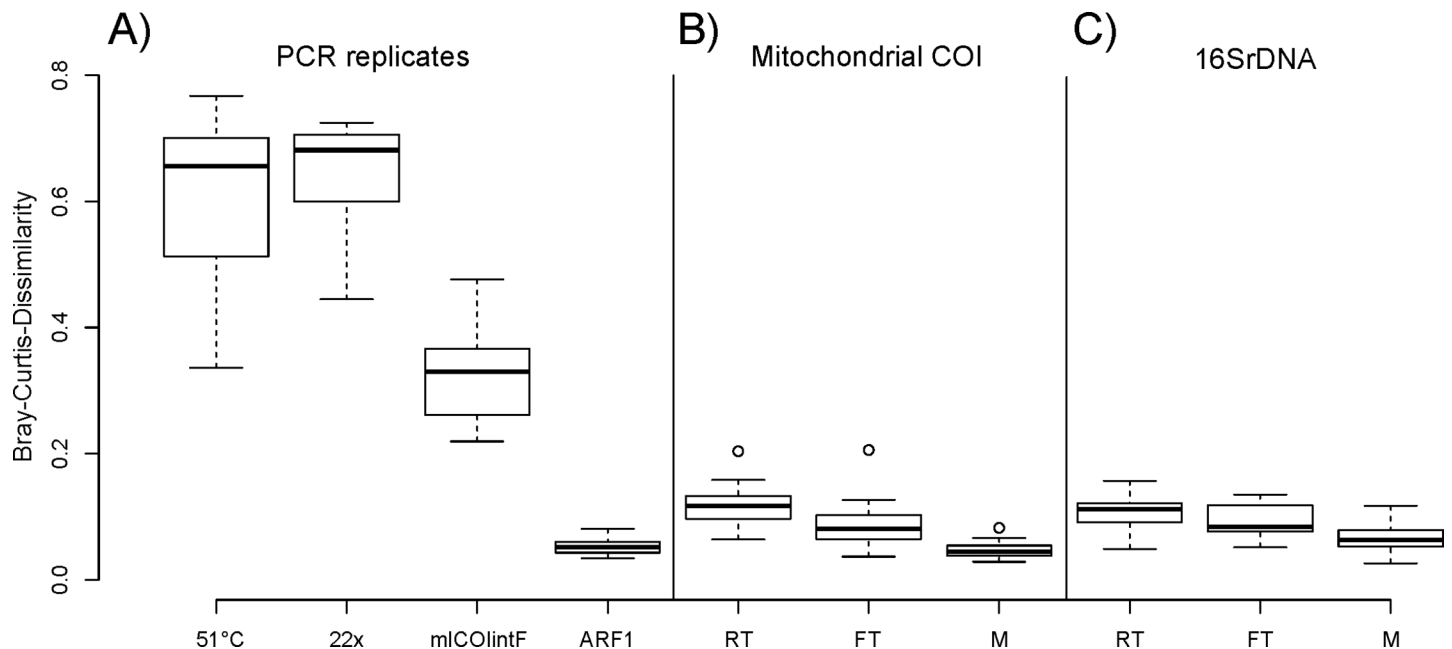 A)
PCR replicates
B)
Mitochondrial COI
C)
16SrDNA
Bray-Curtis-Dissimilarity
0.8
0.6
0.4
0.2
0.0
51°C
22x
mlCOIintF
ARF1
RT
FT
M
RT
FT
M